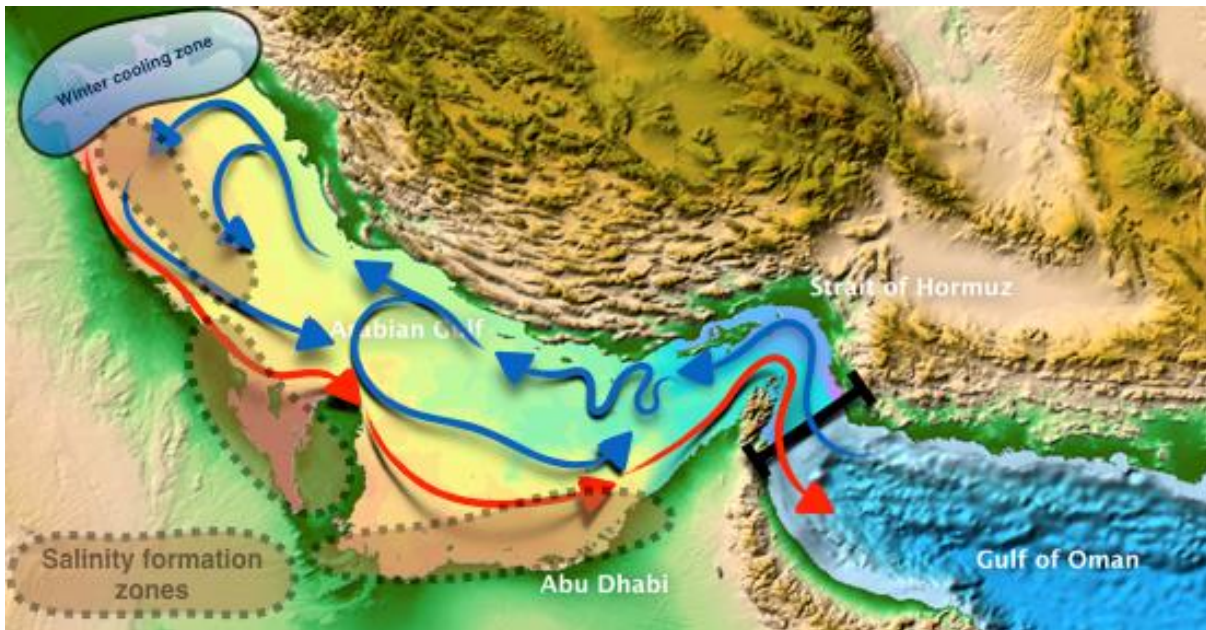 Winter cooling zone
Strait of Hormuz
Arabian Gulf
Salinity formation
zones
Abu Dhabi
Gulf of Oman